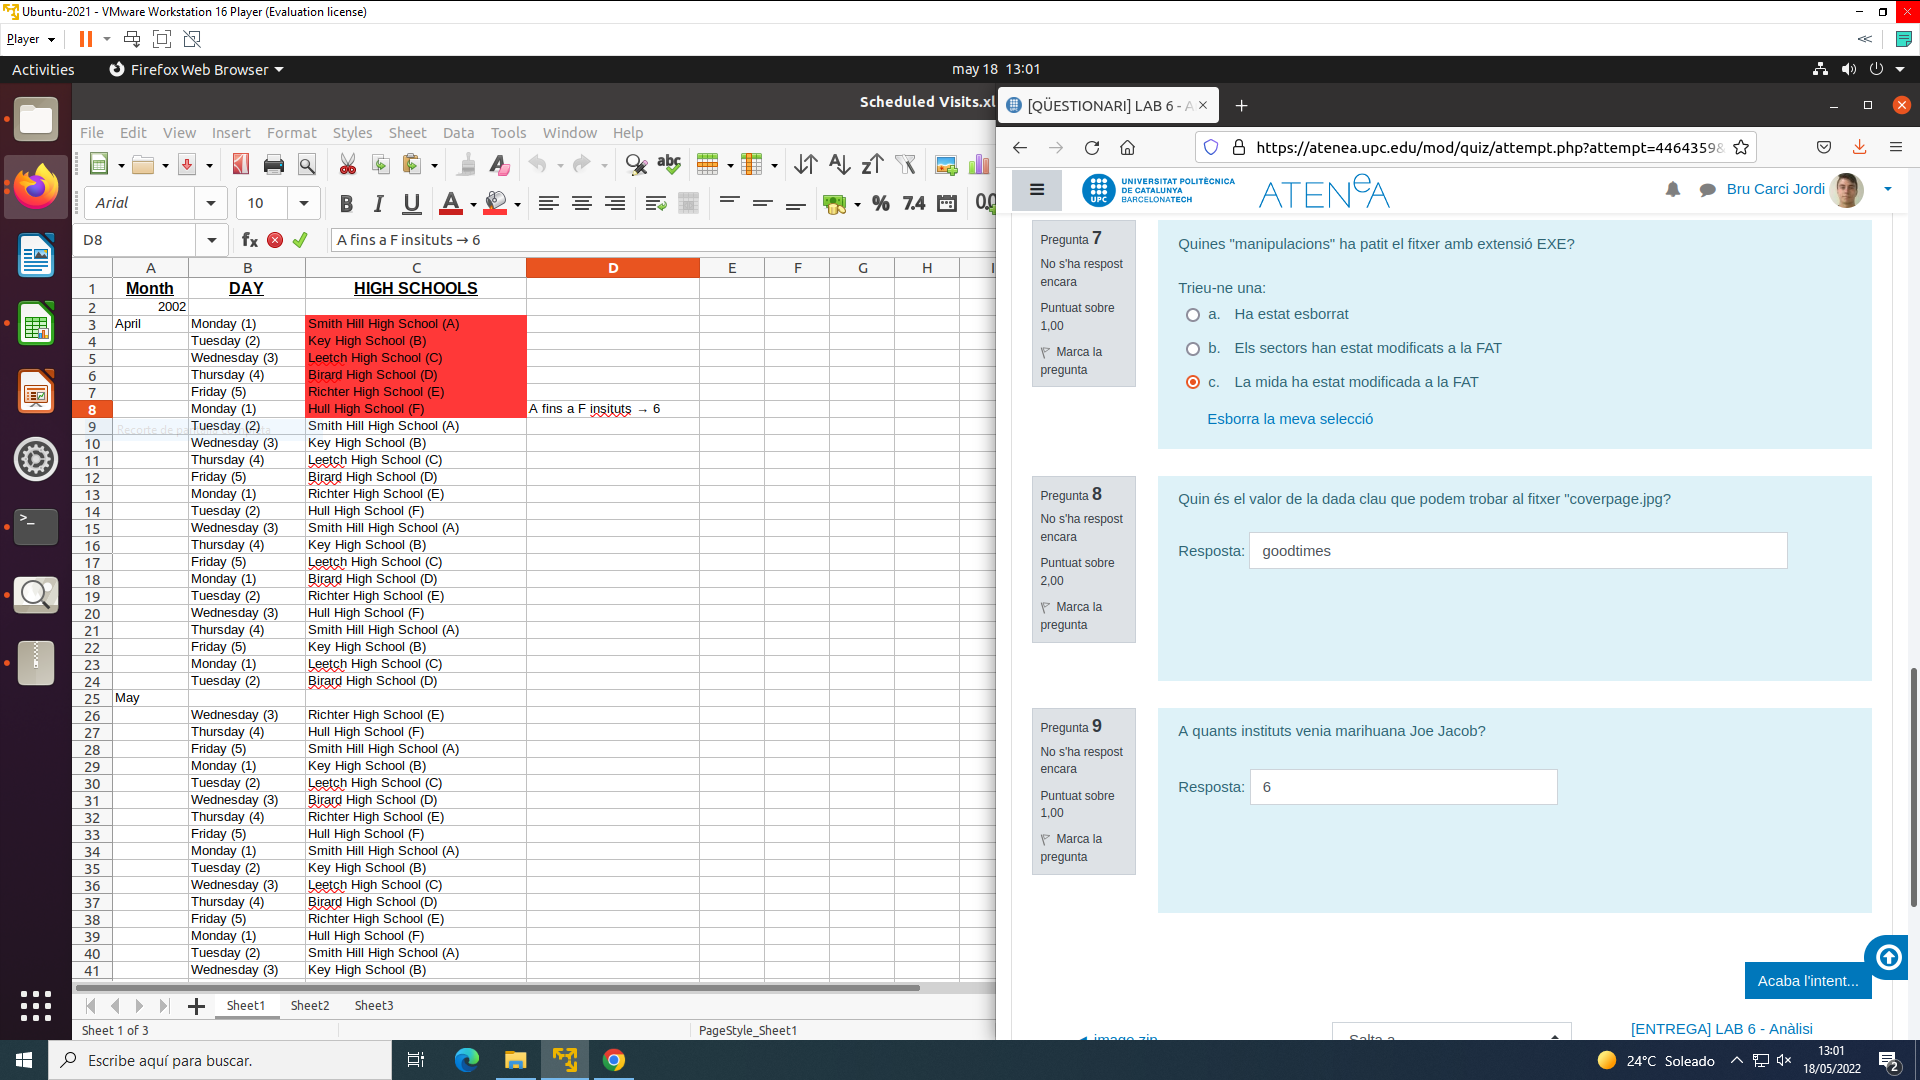 Ubuntu-2021 - VMware Workstation 16 Player (Evaluation license)
Player
Activities
Firefox Web Browser
may 18 13:01
Scheduled Visits.xl
File Edit View Insert Format Styles Sheet Data Tools Window Help
Arial
10
D8
A fins a F insituts → 6
A B C D E F G H I
1 Month DAY HIGH SCHOOLS
2 2002
3 April Monday (1) Smith Hill High School (A)
4 Tuesday (2) Key High School (B)
5 Wednesday (3) Leetch High School (C)
6 Thursday (4) Birard High School (D)
7 Friday (5) Richter High School (E)
8 Monday (1) Hull High School (F) A fins a F insituts → 6
9 Tuesday (2) Smith Hill High School (A)
10 Wednesday (3) Key High School (B)
11 Thursday (4) Leetch High School (C)
12 Friday (5) Birard High School (D)
13 Monday (1) Richter High School (E)
14 Tuesday (2) Hull High School (F)
15 Wednesday (3) Smith Hill High School (A)
16 Thursday (4) Key High School (B)
17 Friday (5) Leetch High School (C)
18 Monday (1) Birard High School (D)
19 Tuesday (2) Richter High School (E)
20 Wednesday (3) Hull High School (F)
21 Thursday (4) Smith Hill High School (A)
22 Friday (5) Key High School (B)
23 Monday (1) Leetch High School (C)
24 Tuesday (2) Birard High School (D)
25 May
26 Wednesday (3) Richter High School (E)
27 Thursday (4) Hull High School (F)
28 Friday (5) Smith Hill High School (A)
29 Monday (1) Key High School (B)
30 Tuesday (2) Leetch High School (C)
31 Wednesday (3) Birard High School (D)
32 Thursday (4) Richter High School (E)
33 Friday (5) Hull High School (F)
34 Monday (1) Smith Hill High School (A)
35 Tuesday (2) Key High School (B)
36 Wednesday (3) Leetch High School (C)
37 Thursday (4) Birard High School (D)
38 Friday (5) Richter High School (E)
39 Monday (1) Hull High School (F)
40 Tuesday (2) Smith Hill High School (A)
41 Wednesday (3) Key High School (B)
Sheet1 Sheet2 Sheet3
Sheet 1 of 3
PageStyle_Sheet1
[QÜESTIONARI] LAB 6 - A
https://atenea.upc.edu/mod/quiz/attempt.php?attempt=4464359&
UPC
UNIVERSITAT POLITÈCNICA
DE CATALUNYA
BARCELONATECH
ATENeA
Bru Carci Jordi
Pregunta 7
No s'ha respost
encara
Puntuat sobre
1,00
Marca la
pregunta
Quines "manipulacions" ha patit el fitxer amb extensió EXE?
Trieu-ne una:
a. Ha estat esborrat
b. Els sectors han estat modificats a la FAT
c. La mida ha estat modificada a la FAT
Esborra la meva selecció
Pregunta 8
No s'ha respost
encara
Puntuat sobre
2,00
Marca la
pregunta
Quin és el valor de la dada clau que podem trobar al fitxer "coverpage.jpg?
Resposta: goodtimes
Pregunta 9
No s'ha respost
encara
Puntuat sobre
1,00
Marca la
pregunta
A quants instituts venia marihuana Joe Jacob?
Resposta: 6
Acaba l'intent...
◄ image.zip
Salta a...
[ENTREGA] LAB 6 - Anàlisi
Escribe aquí para buscar.
24°C Soleado
13:01
18/05/2022
2